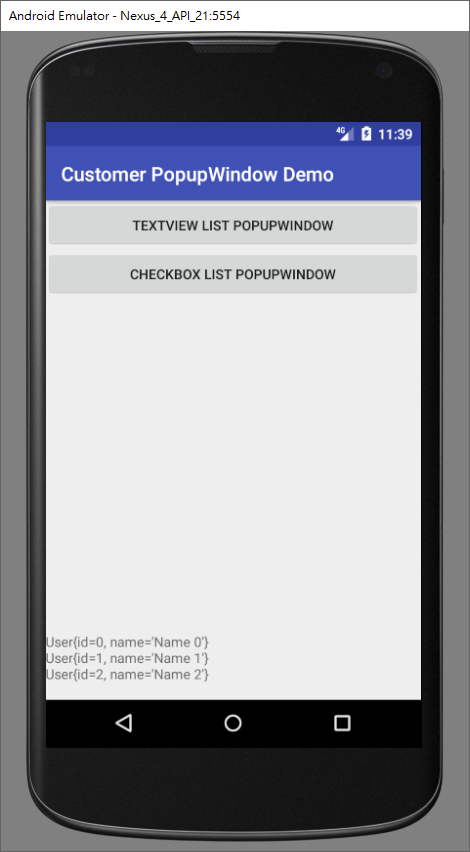 Android Emulator - Nexus_4_API_21:5554
4G 11:39
Customer PopupWindow Demo
TEXTVIEW LIST POPUPWINDOW
CHECKBOX LIST POPUPWINDOW
User{id=0, name='Name 0'}
User{id=1, name='Name 1'}
User{id=2, name='Name 2'}